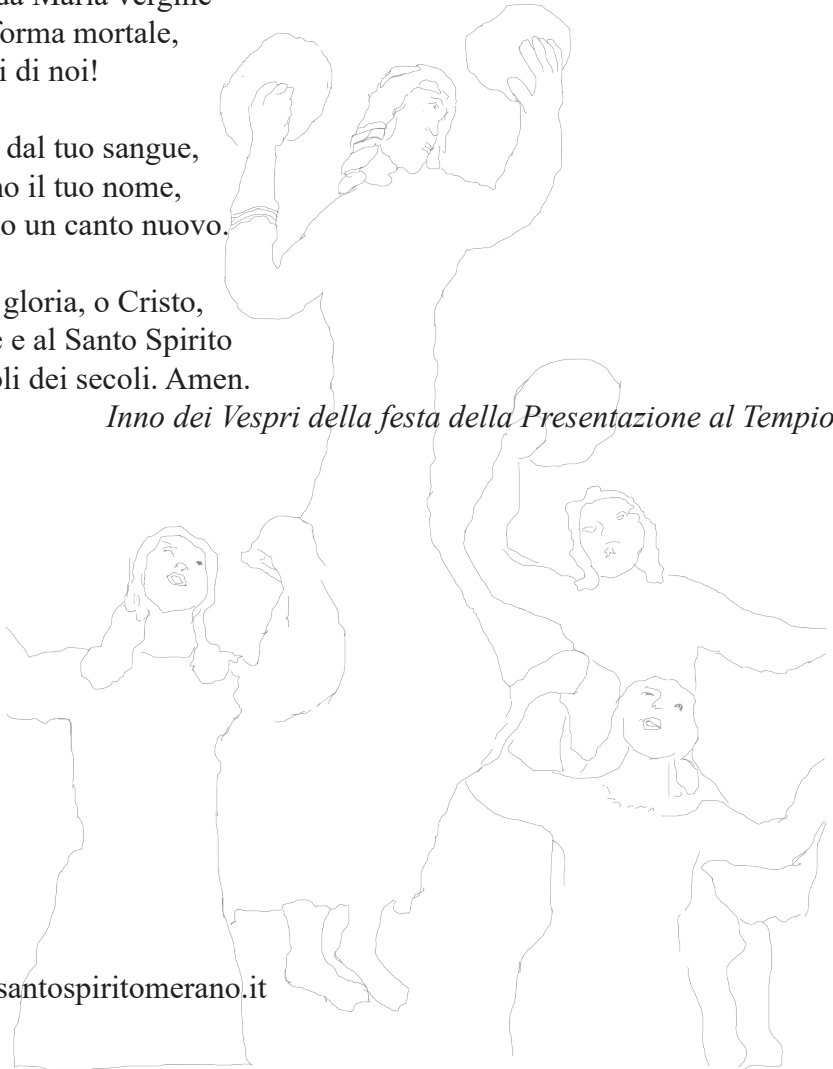 da Maria vergine
forma mortale,
i di noi!
dal tuo sangue,
no il tuo nome,
o un canto nuovo.
gloria, o Cristo,
e e al Santo Spirito
oli dei secoli. Amen.
Inno dei Vespri della festa della Presentazione al Tempio
santospiritomerano.it